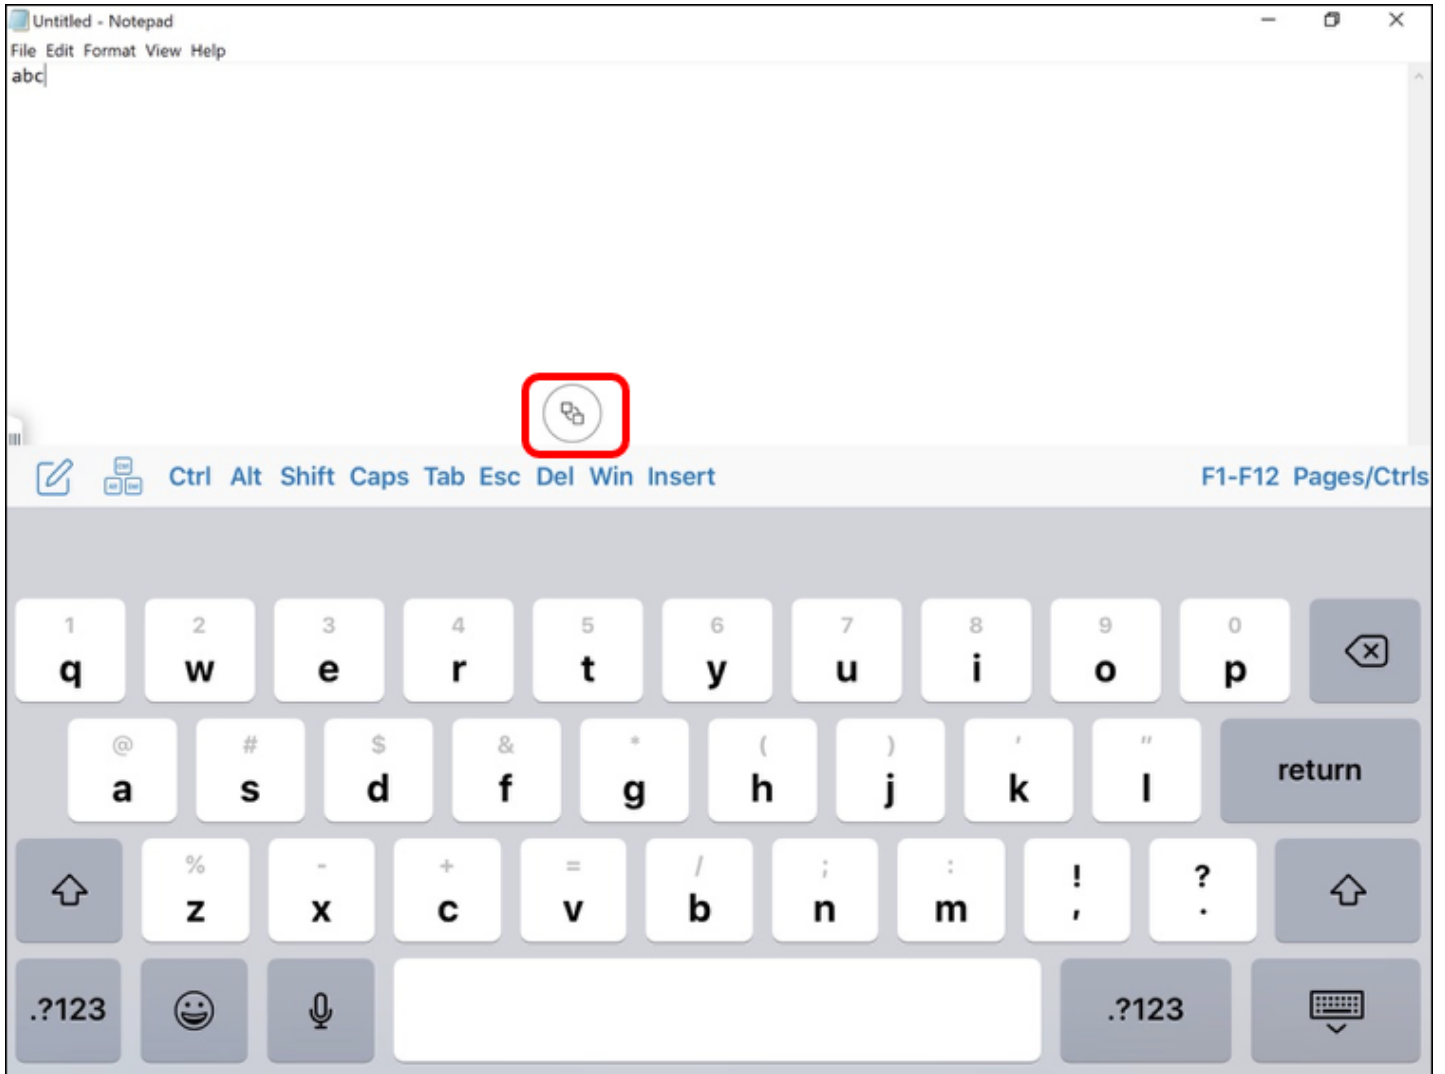 Untitled - Notepad
File Edit Format View Help
abc
Ctrl Alt Shift Caps Tab Esc Del Win Insert F1-F12 Pages/Ctrls
1 2 3 4 5 6 7 8 9 0
q w e r t y u i o p
@ # $ & * ( ) ' "
a s d f g h j k l return
% - + = / ; : ! ?
z x c v b n m , .
.?123 .?123